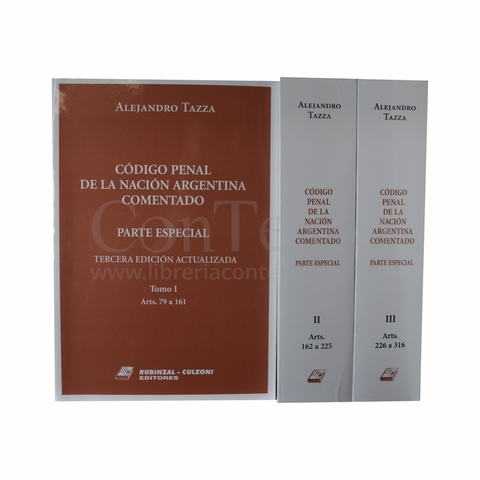 ALEJANDRO TAZZA
CÓDIGO PENAL
DE LA NACIÓN ARGENTINA
COMENTADO
PARTE ESPECIAL
TERCERA EDICIÓN ACTUALIZADA
Tomo I
Arts. 79 a 161
RUBINZAL - CULZONI
EDITORES
ALEJANDRO
TAZZA
CÓDIGO
PENAL
DE LA
NACIÓN
ARGENTINA
COMENTADO
PARTE ESPECIAL
II
Arts.
162 a 225
ALEJANDRO
TAZZA
CÓDIGO
PENAL
DE LA
NACIÓN
ARGENTINA
COMENTADO
PARTE ESPECIAL
III
Arts.
226 a 316